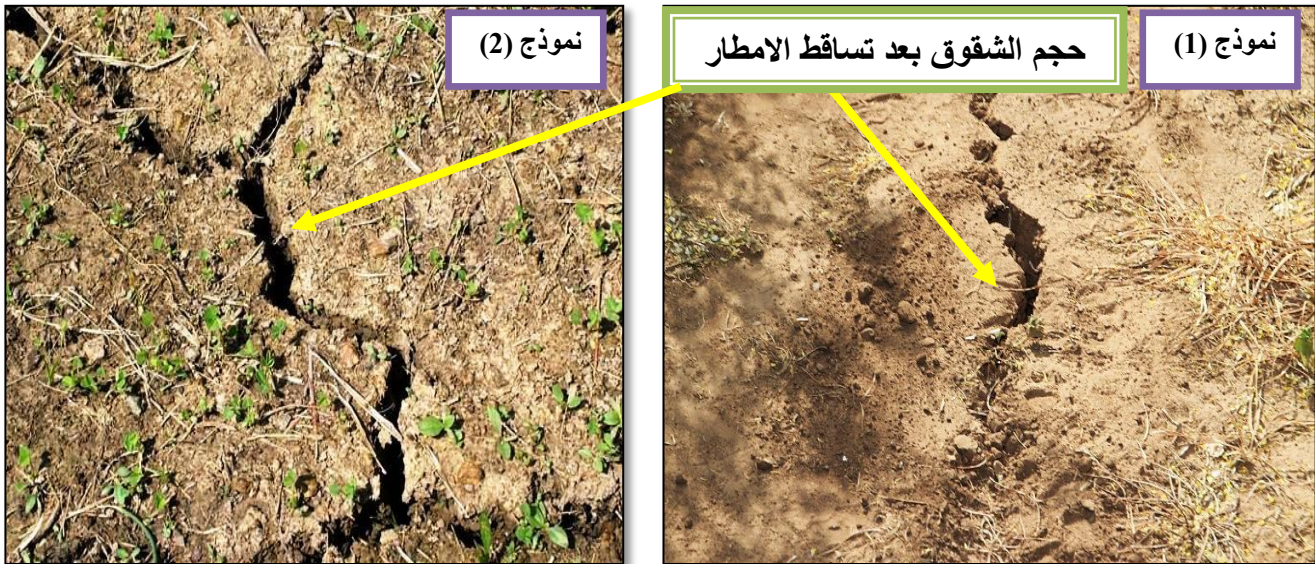 نموذج (1)
حجم الشقوق بعد تساقط الامطار
نموذج (2)